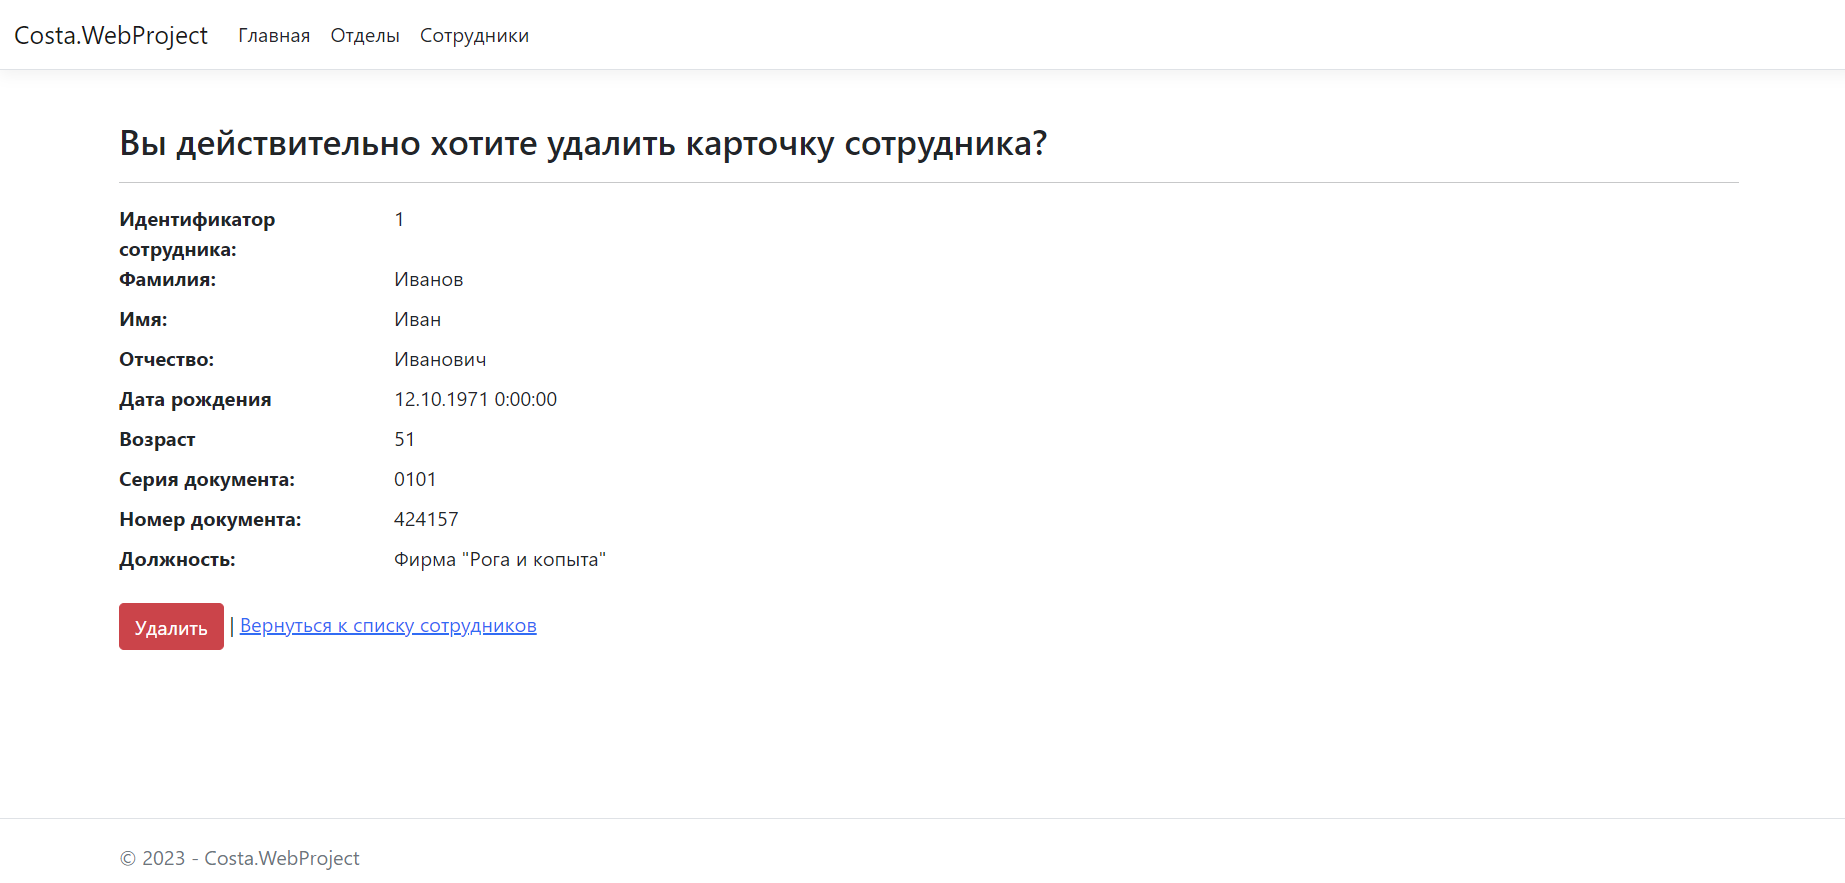 Costa.WebProject Главная Отделы Сотрудники
Вы действительно хотите удалить карточку сотрудника?
Идентификатор 1
сотрудника:
Фамилия: Иванов
Имя: Иван
Отчество: Иванович
Дата рождения 12.10.1971 0:00:00
Возраст 51
Серия документа: 0101
Номер документа: 424157
Должность: Фирма "Рога и копыта"
Удалить | Вернуться к списку сотрудников
© 2023 - Costa.WebProject